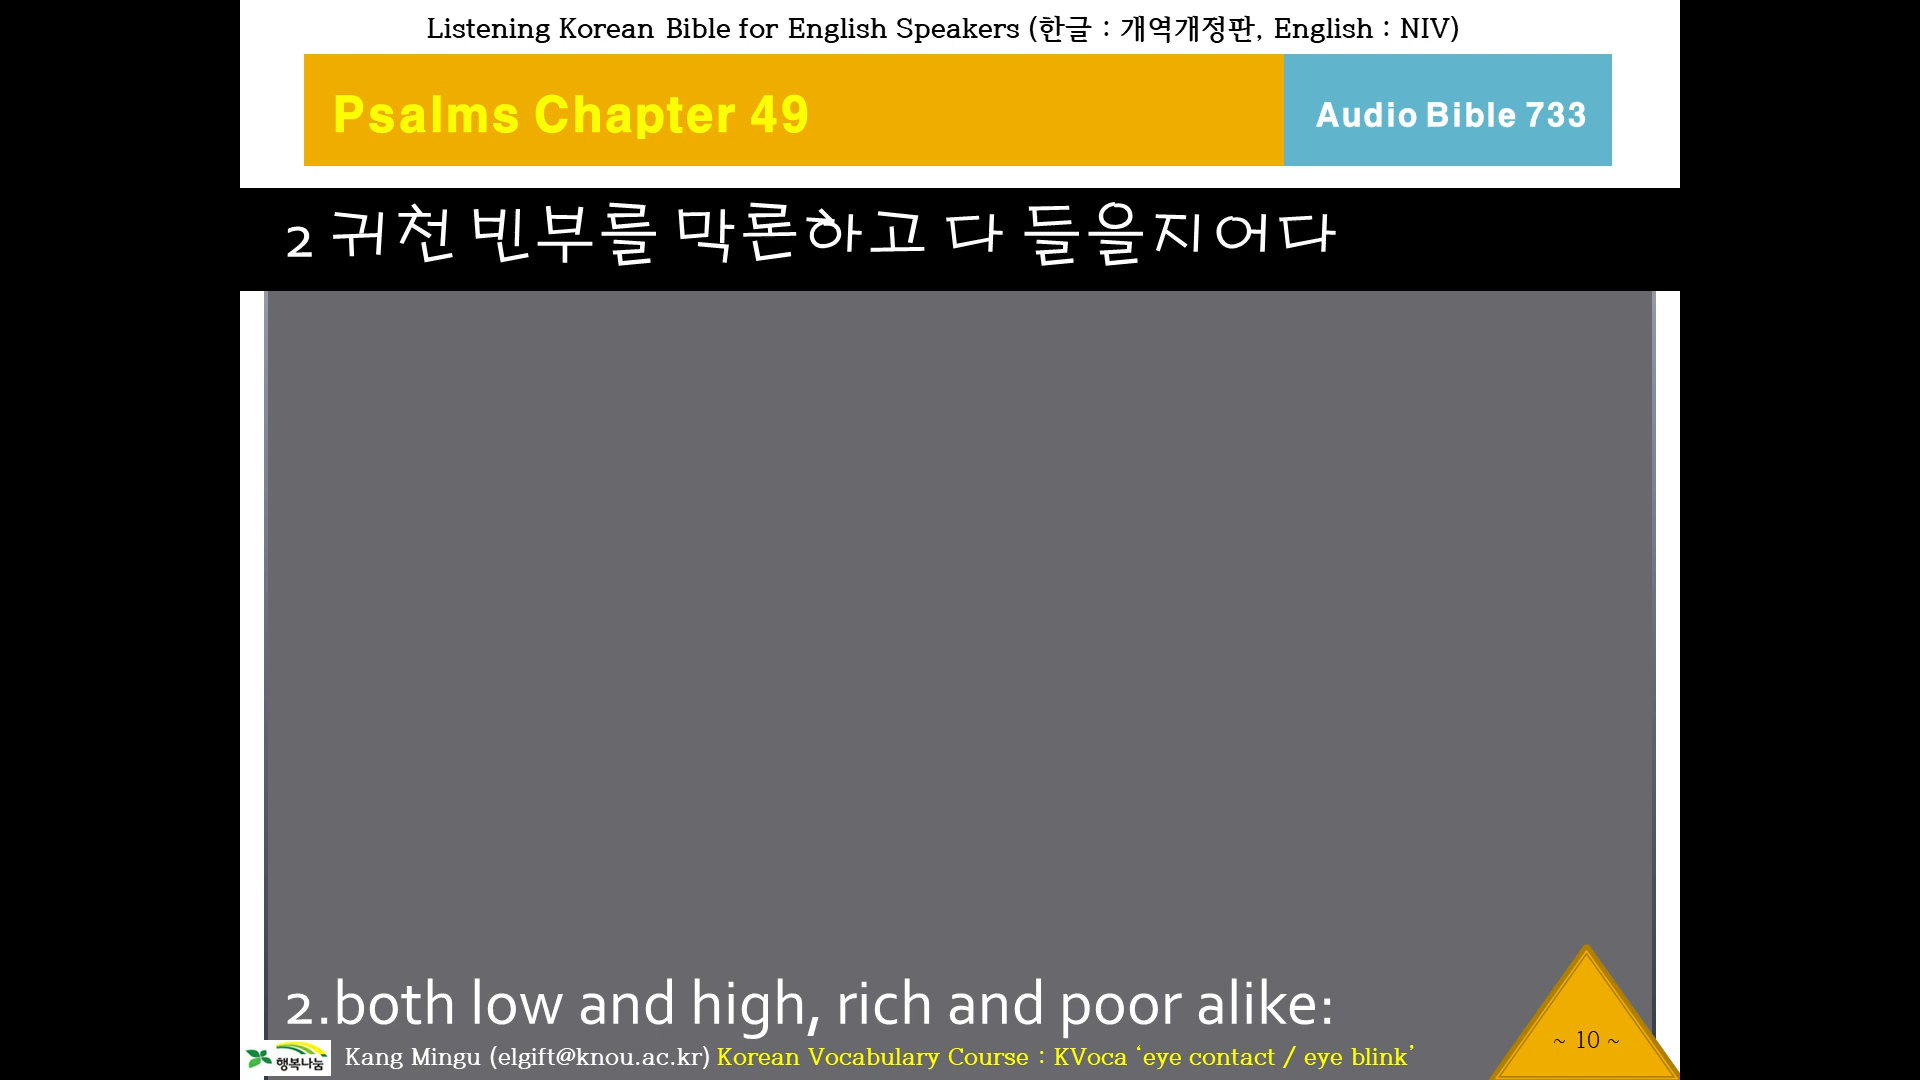 Listening Korean Bible for English Speakers (한글 : 개역개정판, English : NIV)
Psalms Chapter 49
Audio Bible 733
2 귀천 빈부를 막론하고 다 들을지어다
2.both low and high, rich and poor alike:
~ 10 ~
행복나눔
Kang Mingu (elgift@knou.ac.kr) Korean Vocabulary Course : KVoca ‘eye contact / eye blink’